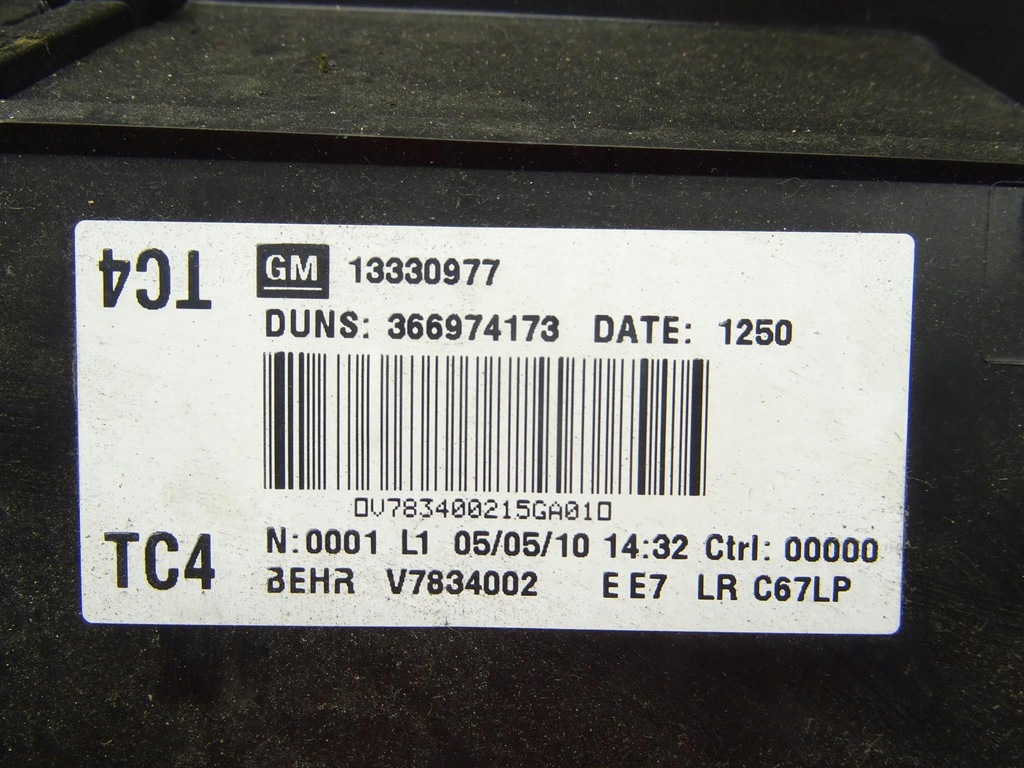 TC4
GM 13330977
DUNS: 366974173 DATE: 1250
▯V783400215GA01▯
TC4
N:0001 L1 05/05/10 14:32 Ctrl: 00000
BEHR V7834002 E E7 LR C67LP